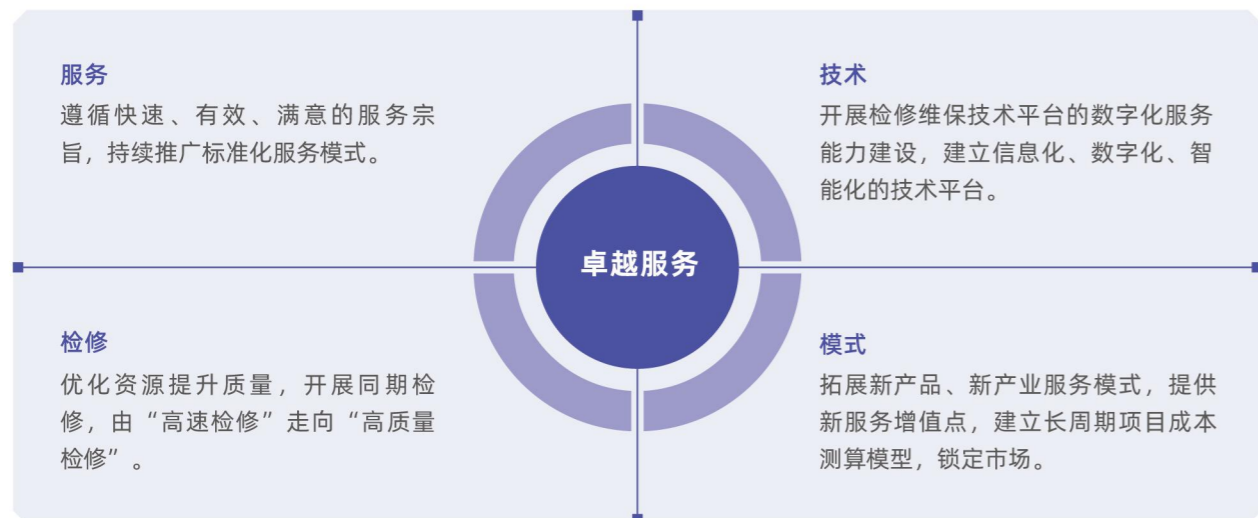 服务
遵循快速、有效、满意的服务宗
旨，持续推广标准化服务模式。
技术
开展检修维保技术平台的数字化服务
能力建设，建立信息化、数字化、智
能化的技术平台。
卓越服务
检修
优化资源提升质量，开展同期检
修，由“高速检修”走向“高质量
检修”。
模式
拓展新产品、新产业服务模式，提供
新服务增值点，建立长周期项目成本
测算模型，锁定市场。